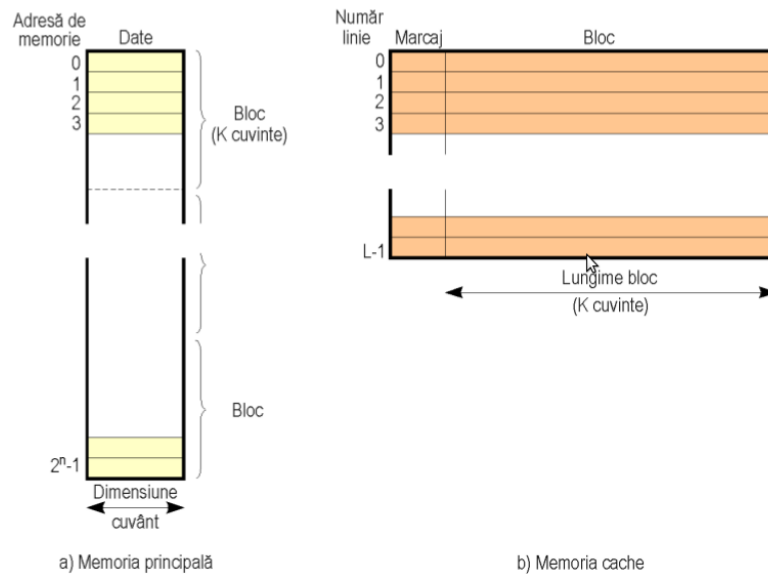 Adresă de
memorie
Date
0
1
2
3
Bloc
(K cuvinte)
Bloc
2ⁿ-1
Dimensiune
cuvânt
a) Memoria principală
Număr
linie
Marcaj
Bloc
0
1
2
3
L-1
Lungime bloc
(K cuvinte)
b) Memoria cache